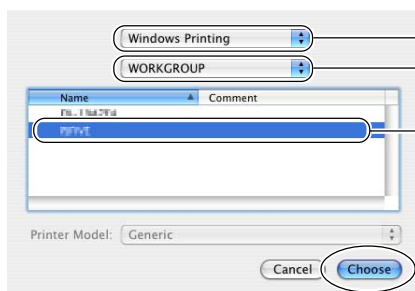 Windows Printing
WORKGROUP
Name Comment
Printer Model: Generic
Cancel Choose